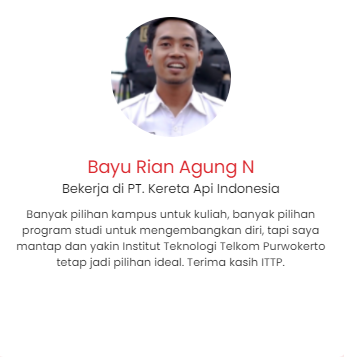 Bayu Rian Agung N
Bekerja di PT. Kereta Api Indonesia
Banyak pilihan kampus untuk kuliah, banyak pilihan
program studi untuk mengembangkan diri, tapi saya
mantap dan yakin Institut Teknologi Telkom Purwokerto
tetap jadi pilihan ideal. Terima kasih ITTP.